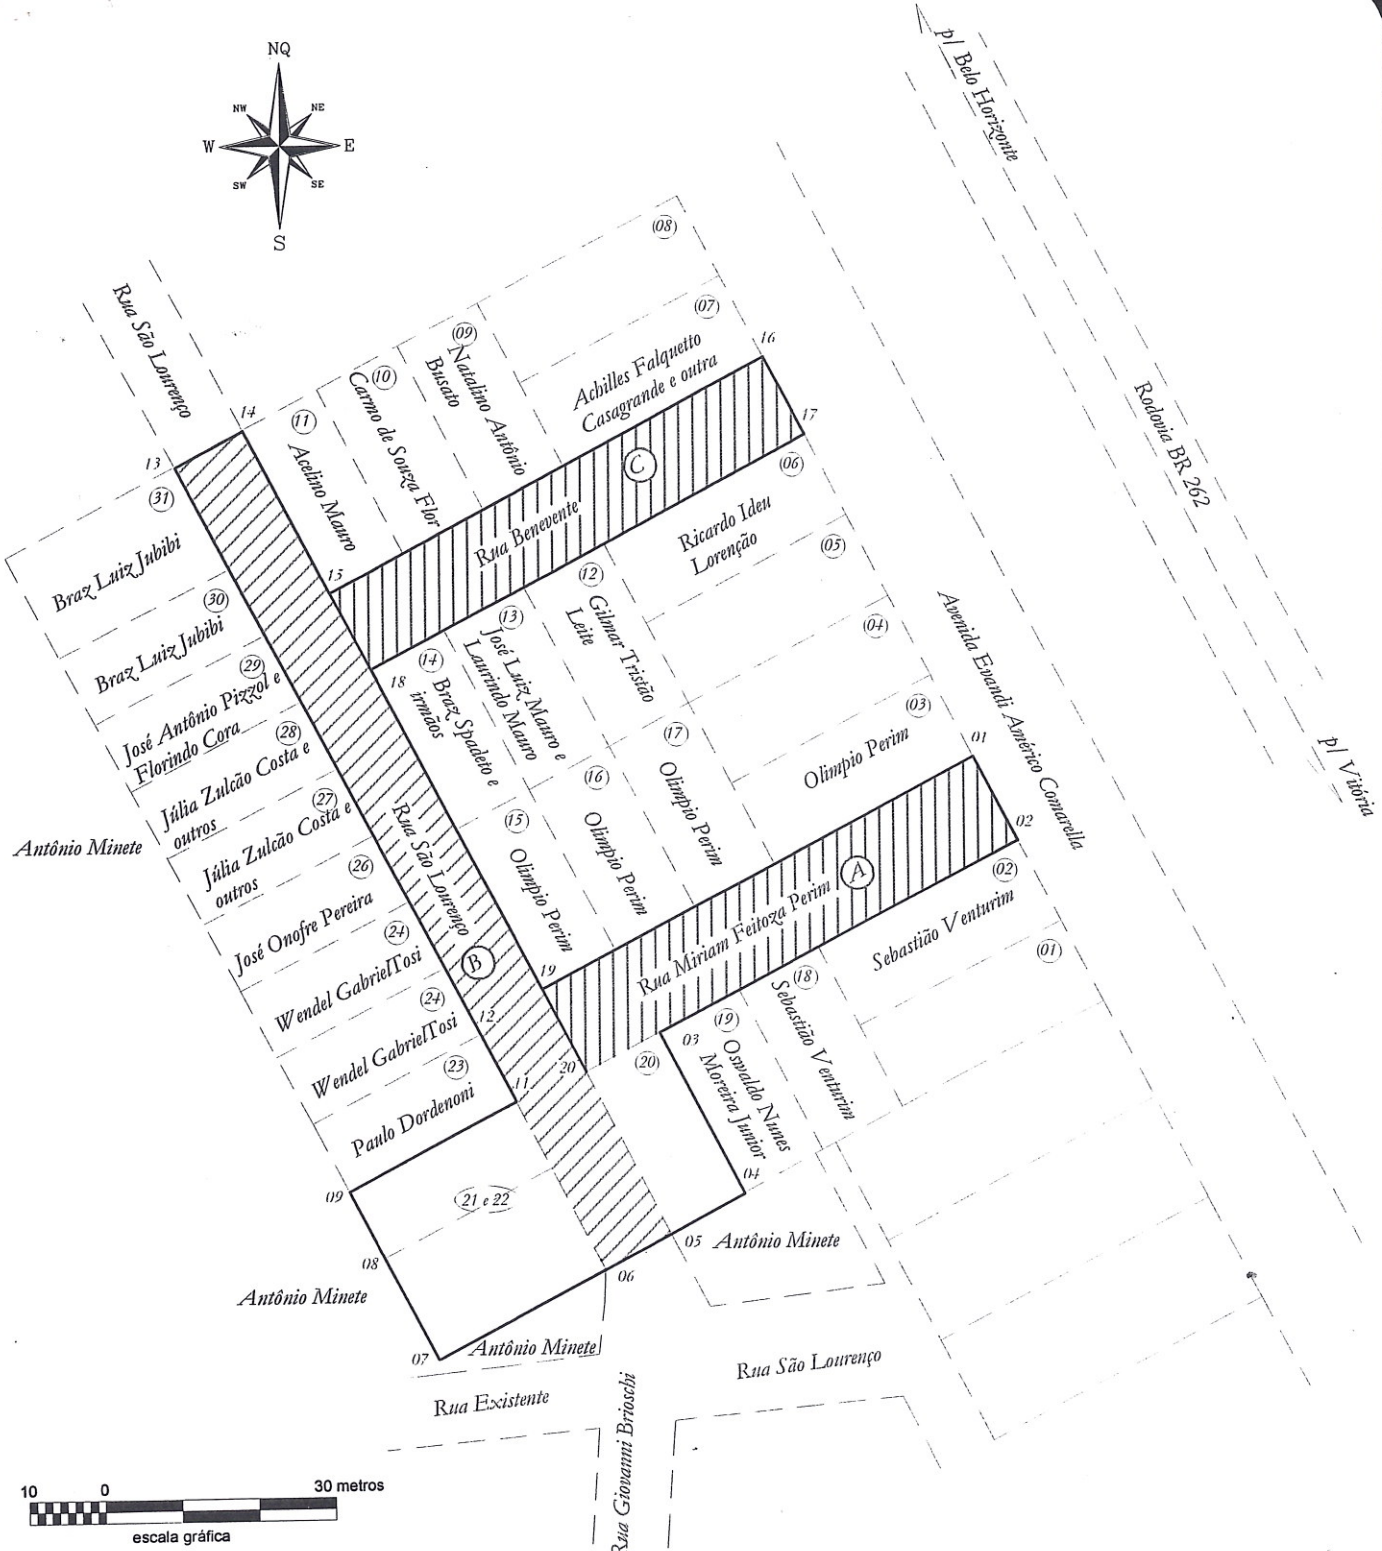 NQ
NW
NE
W
E
SW
SE
S
p/ Belo Horizonte
Rua São Lourenço
(08)
(07)
Achilles Falquetto
Casagrande e outra
16
17
(09)
Natalino Antônio
Busato
(10)
Carmo de Souza Flor
(11)
Acelino Mauro
14
13
15
C
Rua Benevente
(06)
Ricardo Ideu
Lorenção
(05)
(04)
(03)
Olimpio Perim
Rodovia BR 262
Avenida Evandi Américo Comarella
p/ Vitória
(31)
Braz Luiz Jubibi
(30)
Braz Luiz Jubibi
(29)
José Antônio Pizzol e
Florindo Cora
(28)
Júlia Zulcão Costa e
outros
(27)
Júlia Zulcão Costa e
outros
(26)
José Onofre Pereira
(24)
Wendel Gabriel Tosi
(24)
Wendel Gabriel Tosi
(23)
Paulo Dordenoni
Antônio Minete
18
(12)
Gilmar Tristão
Leite
(13)
José Luiz Mauro e
Laurindo Mauro
(14)
Braz Spadeto e
irmãos
(17)
Olimpio Perim
(16)
Olimpio Perim
(15)
Olimpio Perim
Rua São Lourenço
B
01
02
A
Rua Miriam Feitoza Perim
19
12
11
20
(02)
Sebastião Venturim
(01)
(18)
Sebastião Venturim
(19)
Oswaldo Nunes
Moreira Junior
(20)
03
04
05
Antônio Minete
06
09
08
(21 e 22)
Antônio Minete
07
Antônio Minete
Rua Existente
Rua São Lourenço
Rua Giovanni Brioschi
10 0 30 metros
escala gráfica